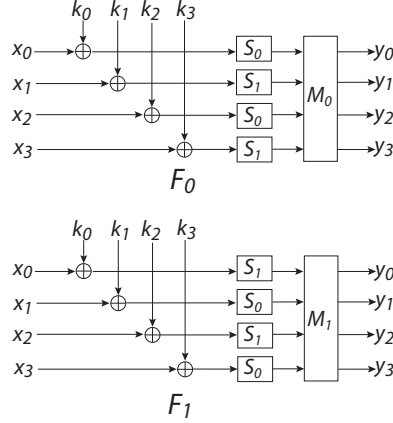 k0 k1 k2 k3
x0 S0 y0
x1 S1 M0 y1
x2 S0 y2
x3 S1 y3
F0
k0 k1 k2 k3
x0 S1 y0
x1 S0 M1 y1
x2 S1 y2
x3 S0 y3
F1